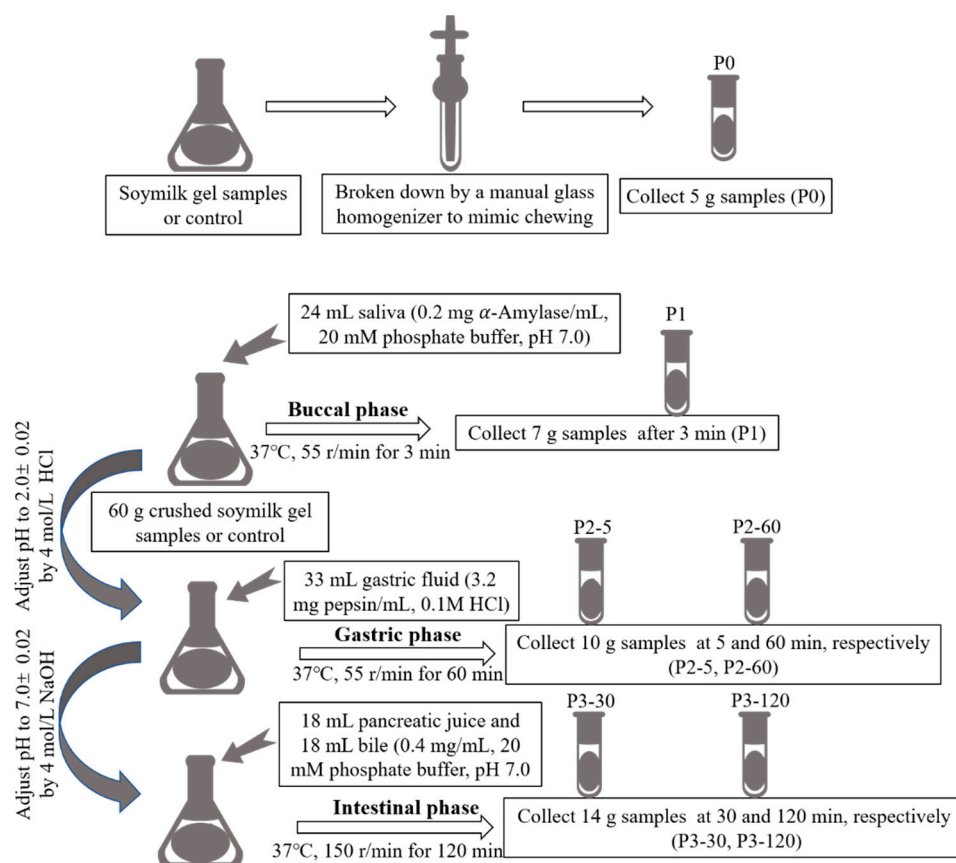 P0
Soymilk gel samples
or control
Broken down by a manual glass
homogenizer to mimic chewing
Collect 5 g samples (P0)
24 mL saliva (0.2 mg α-Amylase/mL,
20 mM phosphate buffer, pH 7.0)
P1
Buccal phase
37℃, 55 r/min for 3 min
Collect 7 g samples after 3 min (P1)
Adjust pH to 2.0± 0.02
by 4 mol/L HCl
60 g crushed soymilk gel
samples or control
P2-5
P2-60
33 mL gastric fluid (3.2
mg pepsin/mL, 0.1M HCl)
Gastric phase
37℃, 55 r/min for 60 min
Collect 10 g samples at 5 and 60 min, respectively
(P2-5, P2-60)
Adjust pH to 7.0± 0.02
by 4 mol/L NaOH
P3-30
P3-120
18 mL pancreatic juice and
18 mL bile (0.4 mg/mL, 20
mM phosphate buffer, pH 7.0
Intestinal phase
37℃, 150 r/min for 120 min
Collect 14 g samples at 30 and 120 min, respectively
(P3-30, P3-120)